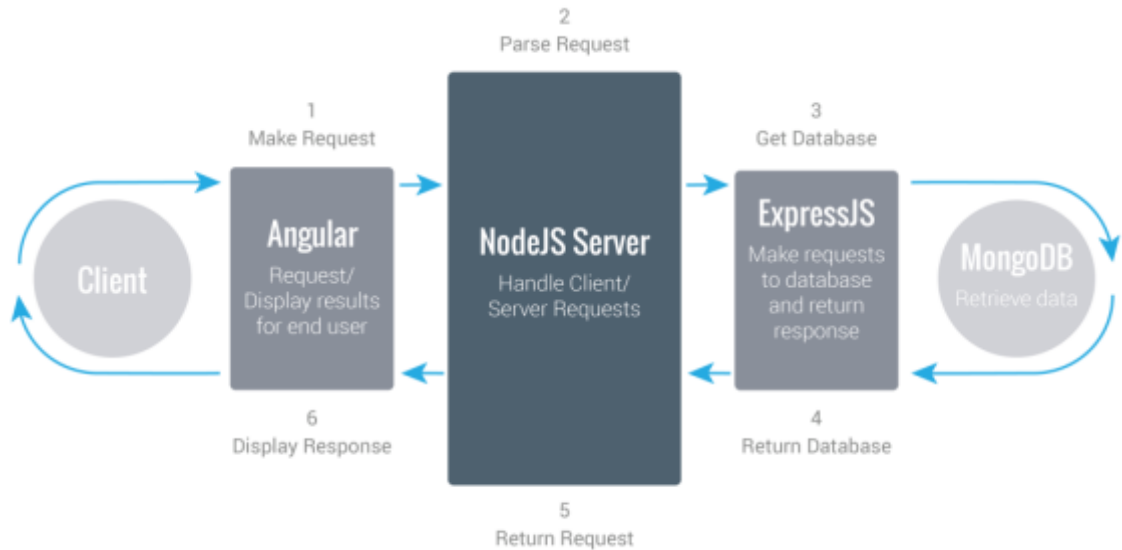 2
Parse Request
1
Make Request
3
Get Database
Client
Angular
Request/
Display results
for end user
NodeJS Server
Handle Client/
Server Requests
ExpressJS
Make requests
to database
and return
response
MongoDB
Retrieve data
6
Display Response
4
Return Database
5
Return Request